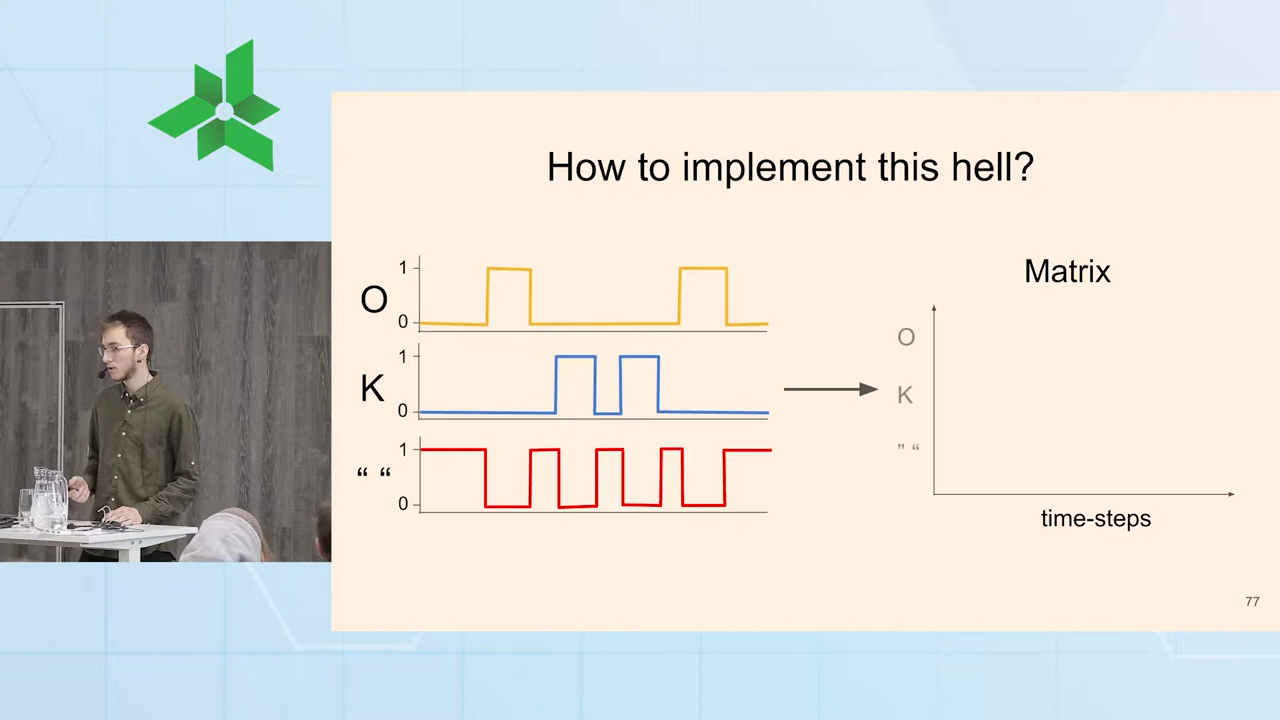 How to implement this hell?
O
1
0
K
1
0
“ “
1
0
Matrix
O
K
” “
time-steps
77